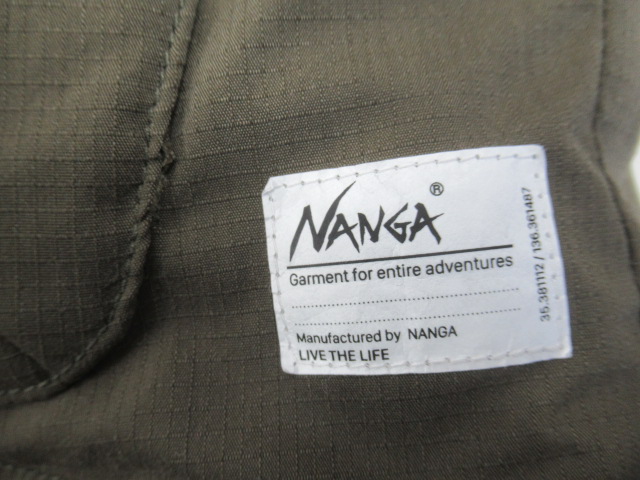 NANGA®
Garment for entire adventures
Manufactured by NANGA
LIVE THE LIFE
35.381112 / 136.361487